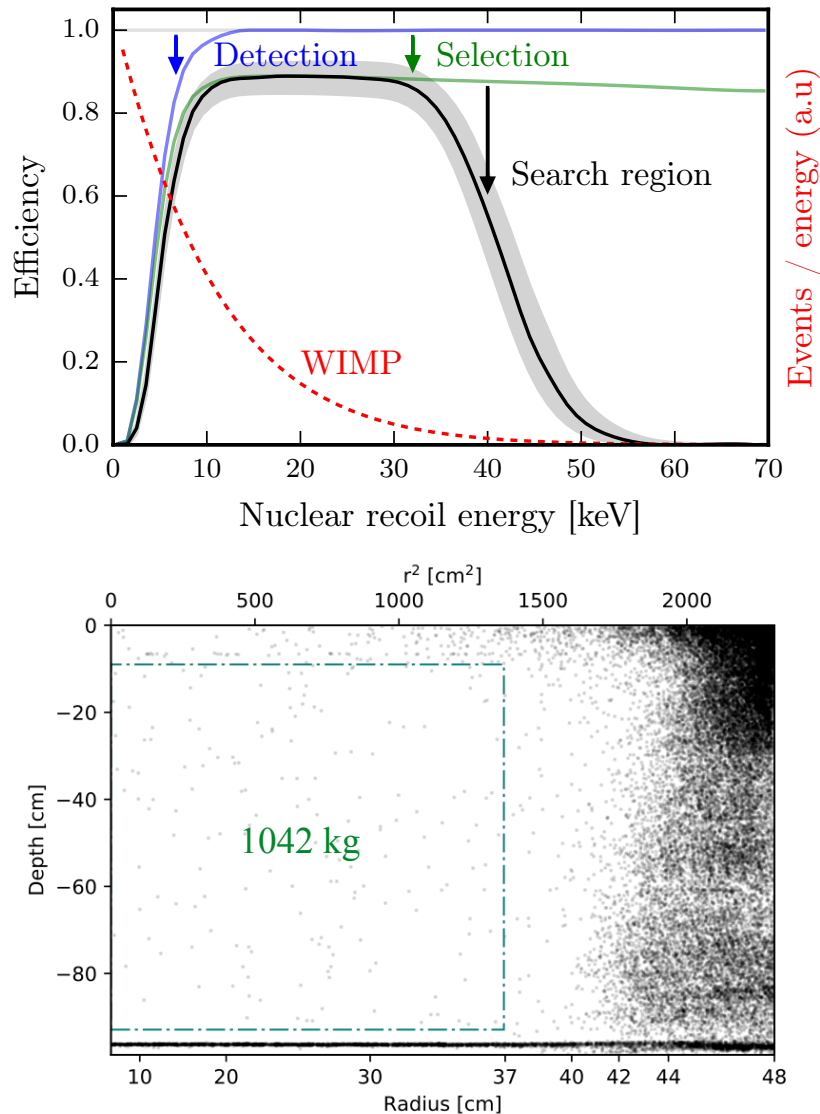 1.0
0.8
0.6
0.4
0.2
0.0
Efficiency
Detection
Selection
Search region
WIMP
Events / energy (a.u)
0 10 20 30 40 50 60 70
Nuclear recoil energy [keV]
r² [cm²]
0 500 1000 1500 2000
0
−20
−40
−60
−80
Depth [cm]
1042 kg
10 20 30 37 40 42 44 48
Radius [cm]